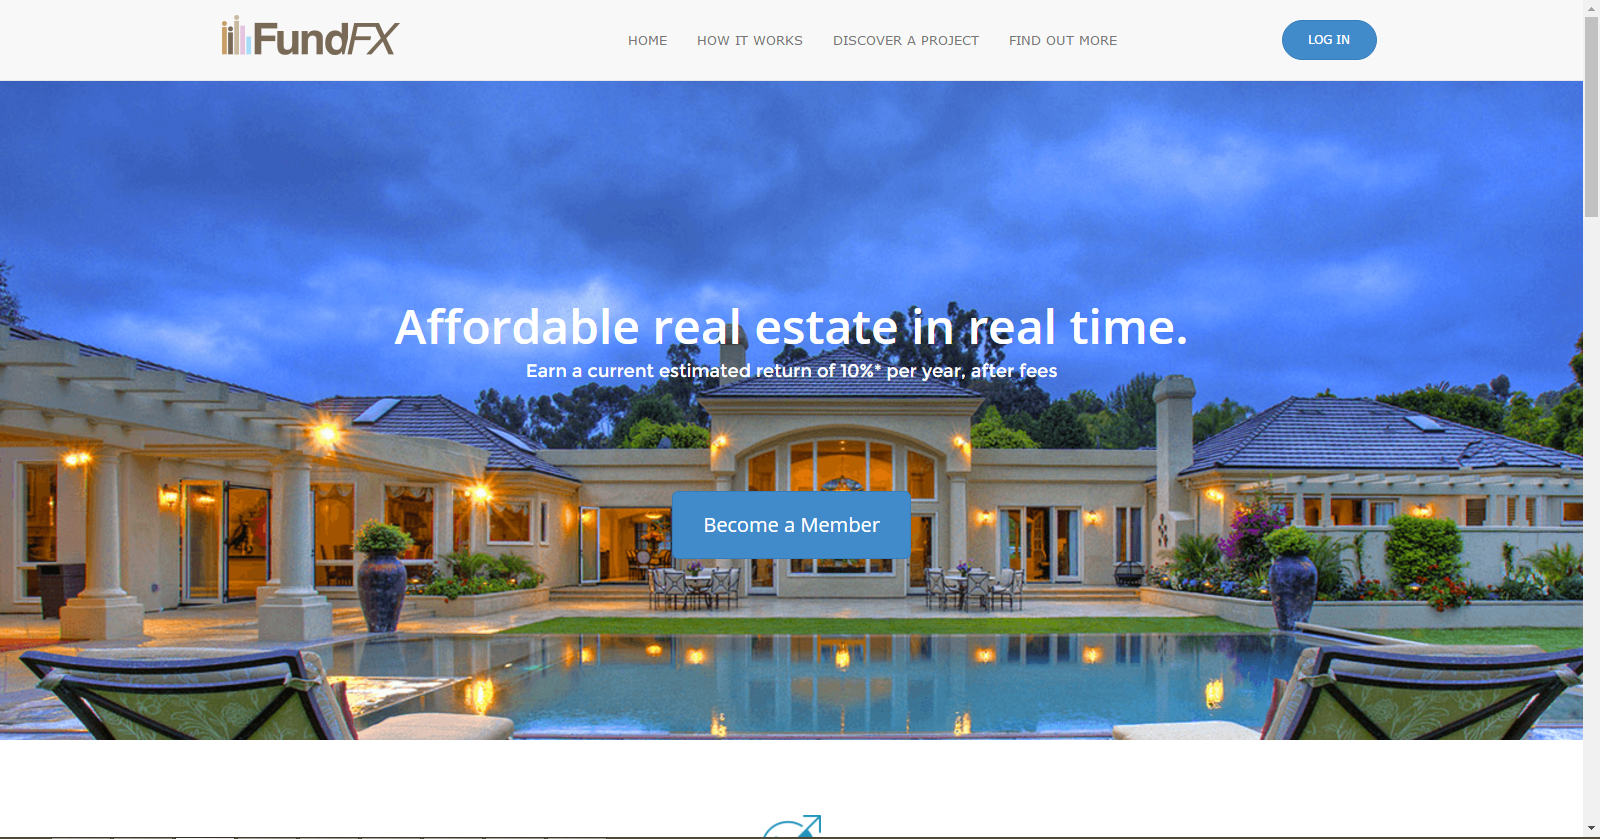 FundFX
HOME HOW IT WORKS DISCOVER A PROJECT FIND OUT MORE
LOG IN
Affordable real estate in real time.
Earn a current estimated return of 10%* per year, after fees
Become a Member